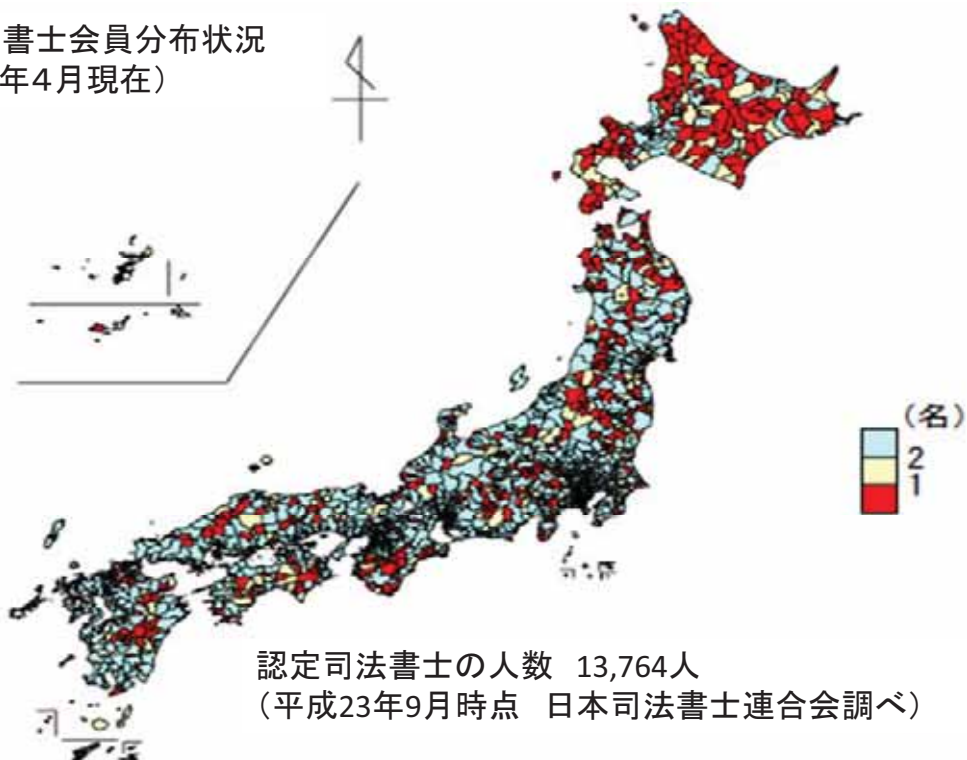 書士会員分布状況
年4月現在）
（名）
2
1
認定司法書士の人数 13,764人
（平成23年9月時点 日本司法書士連合会調べ）